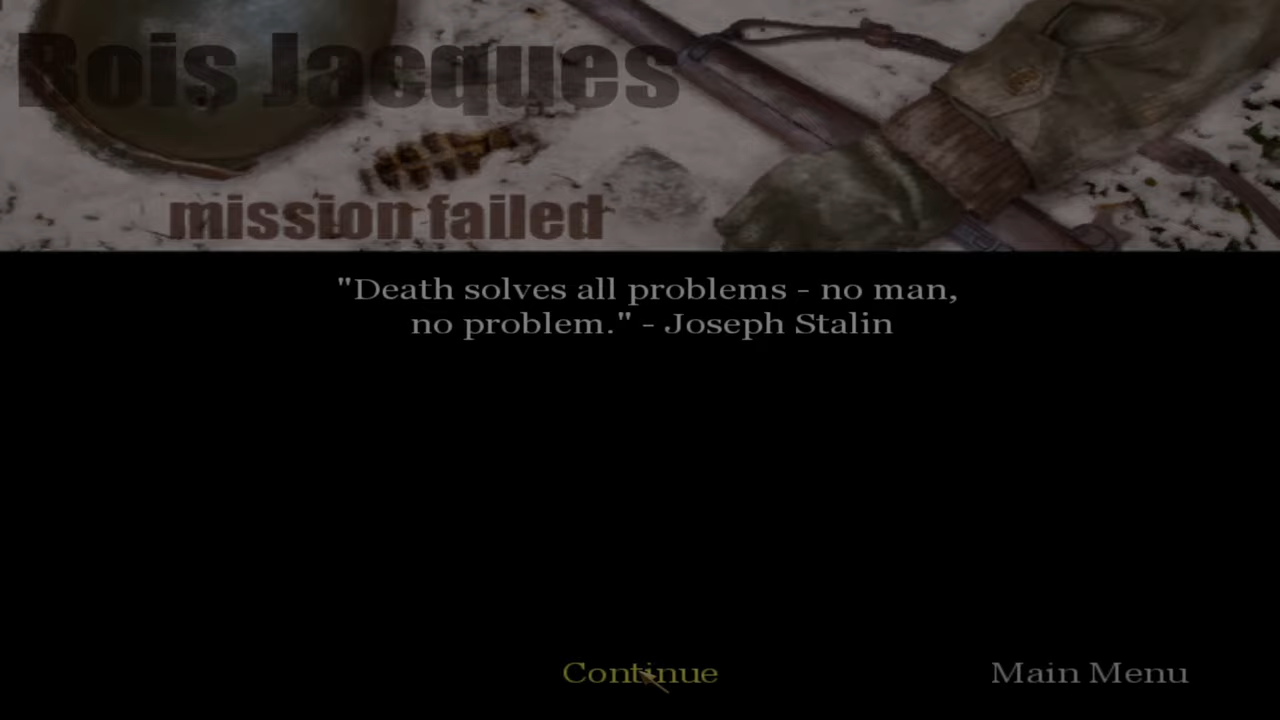 Bois Jacques
mission failed
"Death solves all problems - no man,
no problem." - Joseph Stalin
Continue
Main Menu